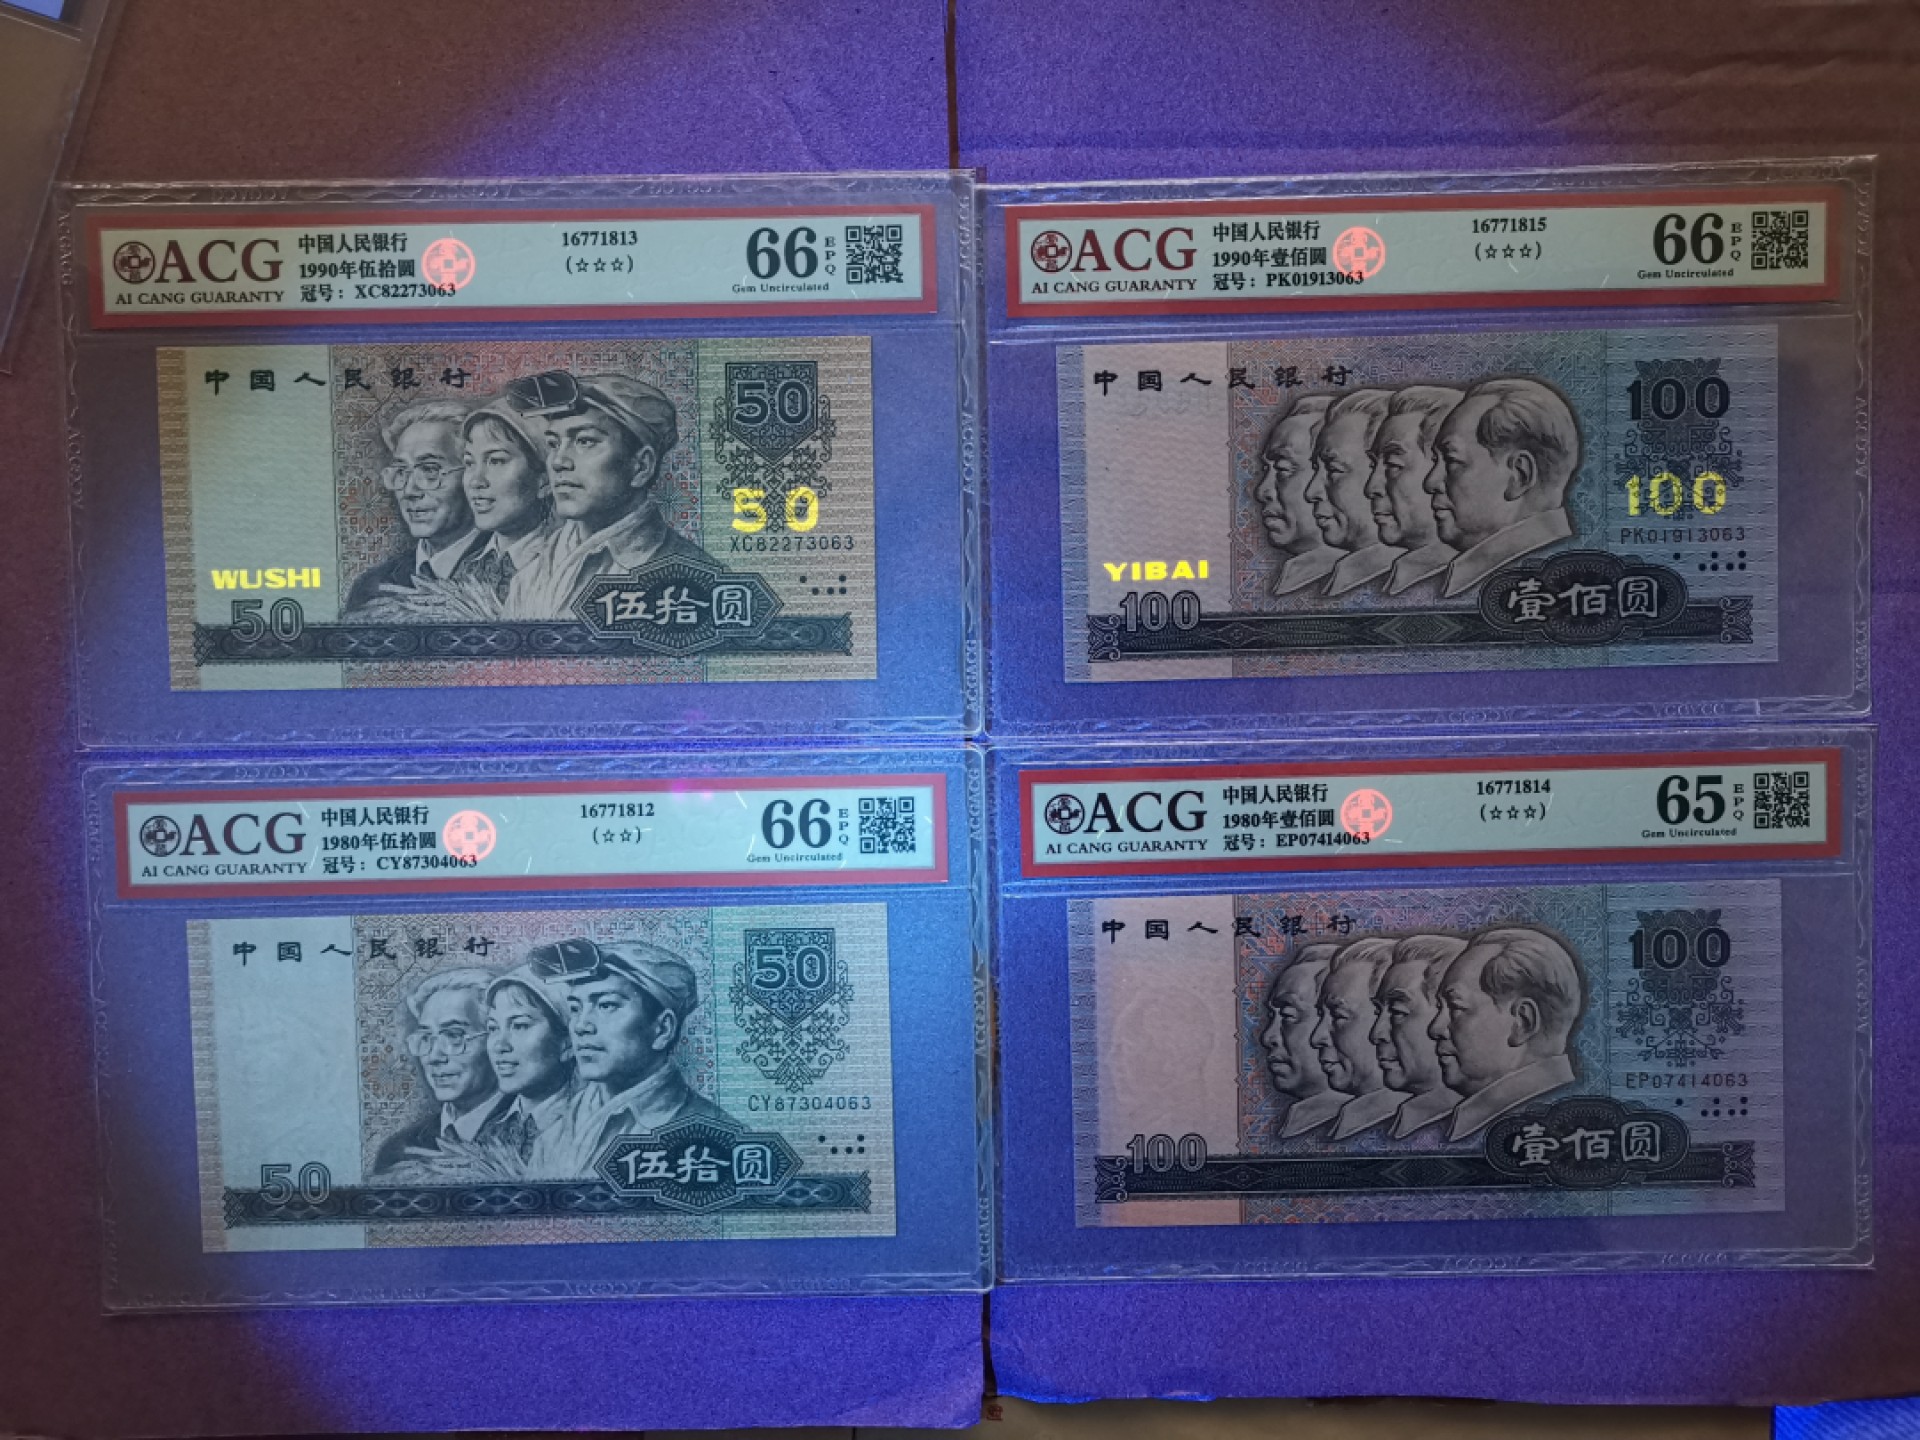 ACG
AI CANG GUARANTY
中国人民银行
1990年伍拾圆
冠号：XC82273063
16771813
(☆☆☆)
66
EPQ
Gem Uncirculated
中国人民银行
50
50
XC82273063
WUSHI
50
伍拾圆
ACG
AI CANG GUARANTY
中国人民银行
1990年壹佰圆
冠号：PK01913063
16771815
(☆☆☆)
66
EPQ
Gem Uncirculated
中国人民银行
100
100
PK01913063
YIBAI
100
壹佰圆
ACG
AI CANG GUARANTY
中国人民银行
1980年伍拾圆
冠号：CY87304063
16771812
(☆☆)
66
EPQ
Gem Uncirculated
中国人民银行
50
CY87304063
50
伍拾圆
ACG
AI CANG GUARANTY
中国人民银行
1980年壹佰圆
冠号：EP07414063
16771814
(☆☆☆)
65
EPQ
Gem Uncirculated
中国人民银行
100
EP07414063
100
壹佰圆